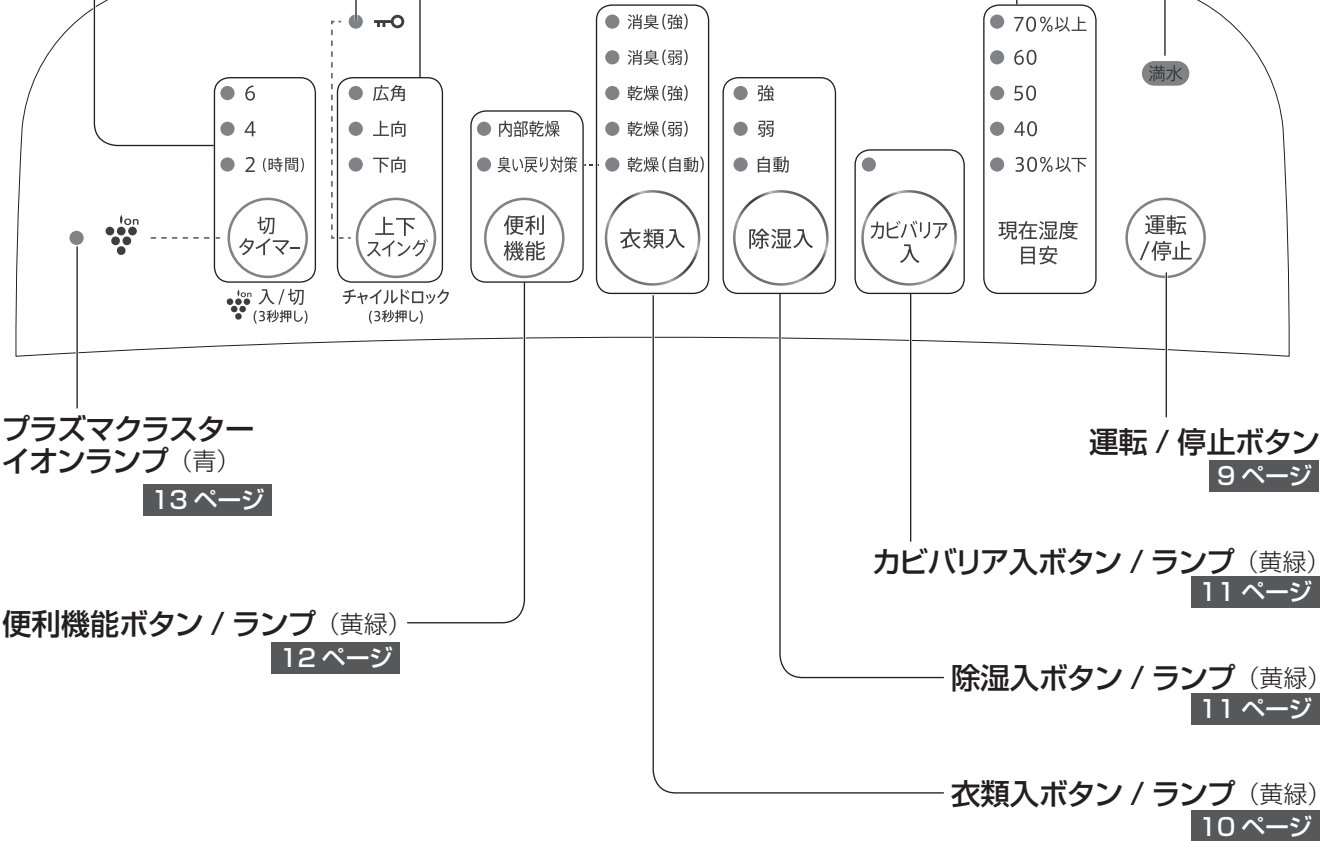 6
4
2 (時間)
切
タイマー
ion 入/切
(3秒押し)
ion
広角
上向
下向
上下
スイング
チャイルドロック
(3秒押し)
内部乾燥
臭い戻り対策
便利
機能
消臭(強)
消臭(弱)
乾燥(強)
乾燥(弱)
乾燥(自動)
衣類入
強
弱
自動
除湿入
カビバリア
入
70%以上
60
50
40
30%以下
現在湿度
目安
満水
運転
/停止
プラズマクラスター
イオンランプ(青)
13 ページ
便利機能ボタン / ランプ(黄緑)
12 ページ
運転 / 停止ボタン
9 ページ
カビバリア入ボタン / ランプ(黄緑)
11 ページ
除湿入ボタン / ランプ(黄緑)
11 ページ
衣類入ボタン / ランプ(黄緑)
10 ページ